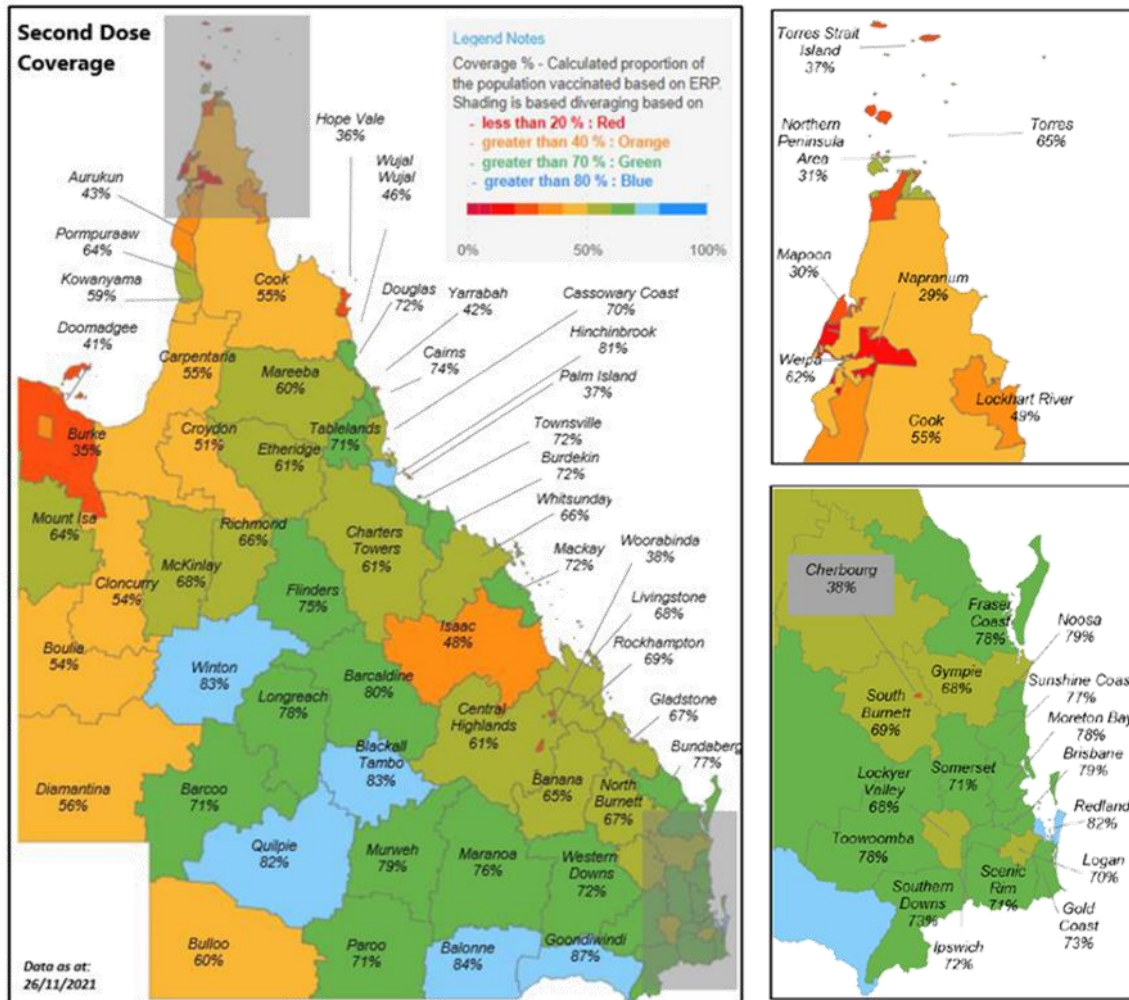 Second Dose
Coverage
Legend Notes
Coverage % - Calculated proportion of
the population vaccinated based on ERP.
Shading is based diveraging based on
- less than 20 % : Red
- greater than 40 % : Orange
- greater than 70 % : Green
- greater than 80 % : Blue
0%
50%
100%
Hope Vale
36%
Wujal
Wujal
46%
Aurukun
43%
Pormpuraaw
64%
Kowanyama
59%
Doomadgee
41%
Cook
55%
Douglas
72%
Yarrabah
42%
Cassowary Coast
70%
Cairns
74%
Hinchinbrook
81%
Palm Island
37%
Carpentaria
55%
Mareeba
60%
Burke
35%
Croydon
51%
Tablelands
71%
Etheridge
61%
Townsville
72%
Burdekin
72%
Whitsunday
66%
Mount Isa
64%
Richmond
66%
McKinlay
68%
Charters
Towers
61%
Mackay
72%
Woorabinda
38%
Cloncurry
54%
Flinders
75%
Livingstone
68%
Isaac
48%
Rockhampton
69%
Boulia
54%
Winton
83%
Barcaldine
80%
Longreach
78%
Gladstone
67%
Central
Highlands
61%
Bundaberg
77%
Blackall
Tambo
83%
Diamantina
56%
Barcoo
71%
Banana
65%
North
Burnett
67%
Quilpie
82%
Murweh
79%
Maranoa
76%
Western
Downs
72%
Bulloo
60%
Paroo
71%
Balonne
84%
Goondiwindi
87%
Data as at:
26/11/2021
Torres Strait
Island
37%
Northern
Peninsula
Area
31%
Torres
65%
Mapoon
30%
Napranum
29%
Weipa
62%
Lockhart River
49%
Cook
55%
Cherbourg
38%
Fraser
Coast
78%
Noosa
79%
Gympie
68%
Sunshine Coast
77%
South
Burnett
69%
Moreton Bay
78%
Brisbane
79%
Lockyer
Valley
68%
Somerset
71%
Redland
82%
Toowoomba
78%
Logan
70%
Scenic
Rim
71%
Southern
Downs
73%
Gold
Coast
73%
Ipswich
72%